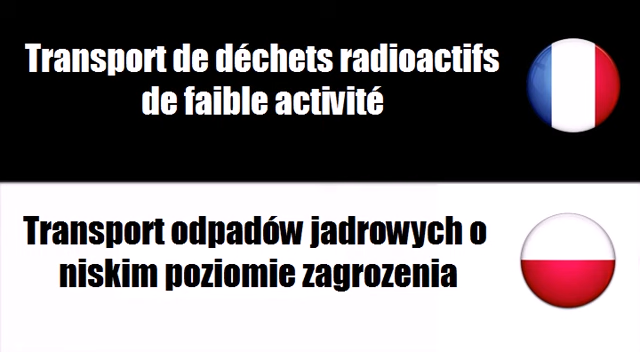 Transport de déchets radioactifs
de faible activité
Transport odpadów jadrowych o
niskim poziomie zagrozenia